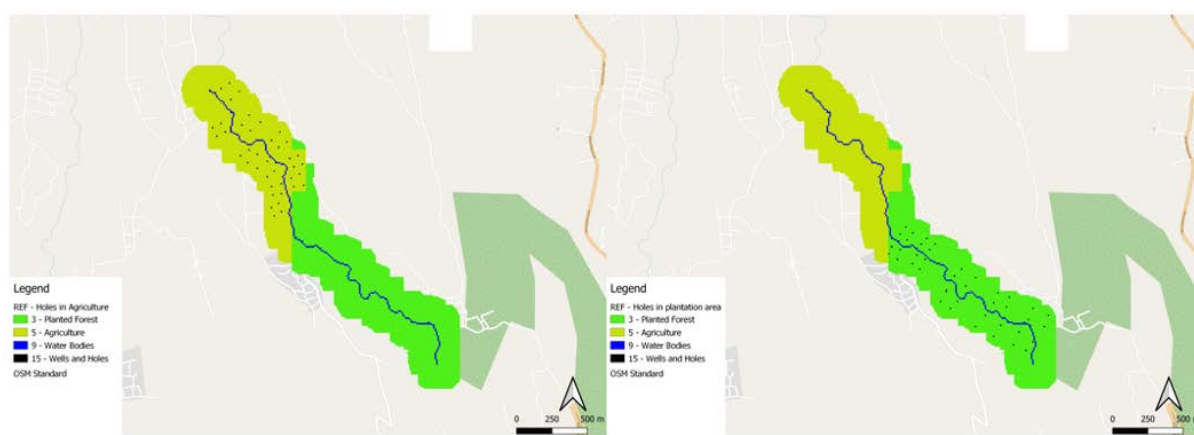 Legend
REF - Holes in Agriculture
3 - Planted Forest
5 - Agriculture
9 - Water Bodies
15 - Wells and Holes
OSM Standard
0 250 500 m
Legend
REF - Holes in plantation area
3 - Planted Forest
5 - Agriculture
9 - Water Bodies
15 - Wells and Holes
OSM Standard
0 250 500 m